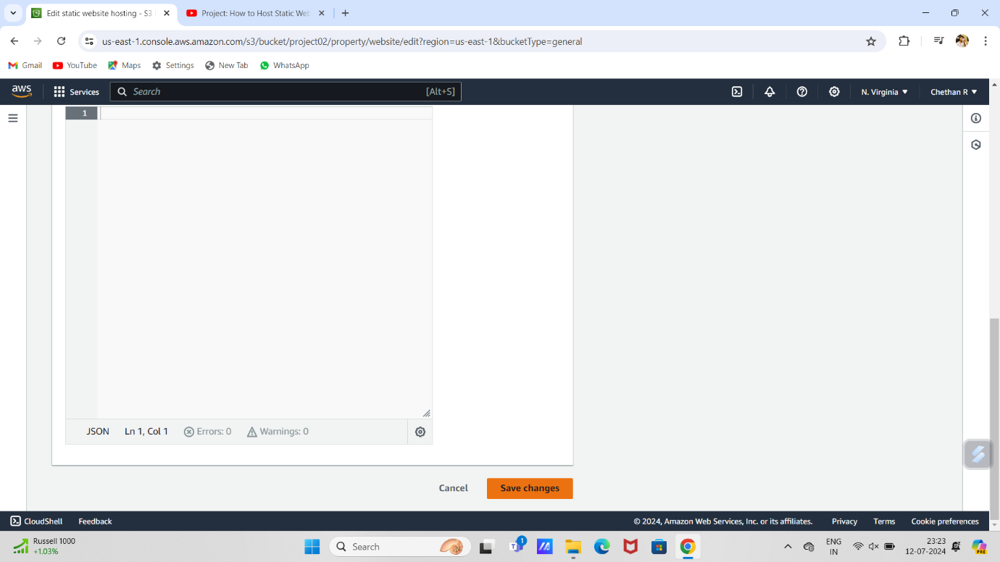 Edit static website hosting - S3
Project: How to Host Static Web
us-east-1.console.aws.amazon.com/s3/bucket/project02/property/website/edit?region=us-east-1&bucketType=general
Gmail
YouTube
Maps
Settings
New Tab
WhatsApp
aws
Services
Search
[Alt+S]
N. Virginia
Chethan R
1
JSON
Ln 1, Col 1
Errors: 0
Warnings: 0
Cancel
Save changes
CloudShell
Feedback
© 2024, Amazon Web Services, Inc. or its affiliates.
Privacy
Terms
Cookie preferences
Russell 1000
+1.03%
Search
1
ENG
IN
23:23
12-07-2024
PRE